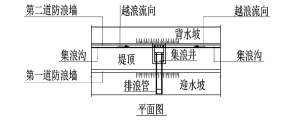 第二道防浪墙 越浪流向 越浪流向
背水坡
集浪沟 堤顶 集浪井 集浪沟
第一道防浪墙 排浪管 迎水坡
平面图